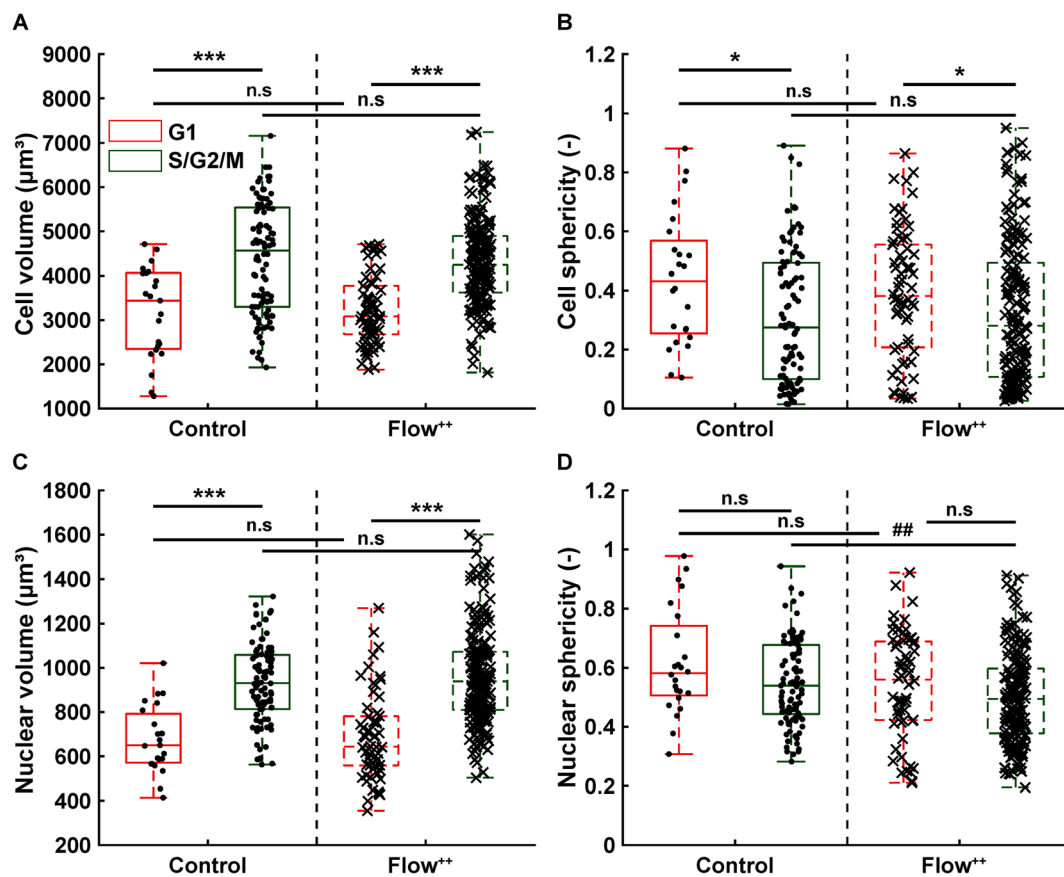 A
Cell volume (µm³)
9000
8000
7000
6000
5000
4000
3000
2000
1000
***
***
n.s
n.s
G1
S/G2/M
Control
Flow⁺⁺
B
Cell sphericity (-)
1.2
1
0.8
0.6
0.4
0.2
0
*
*
n.s
n.s
Control
Flow⁺⁺
C
Nuclear volume (µm³)
1800
1600
1400
1200
1000
800
600
400
200
***
***
n.s
n.s
Control
Flow⁺⁺
D
Nuclear sphericity (-)
1.2
1
0.8
0.6
0.4
0.2
0
n.s
n.s
n.s
##
Control
Flow⁺⁺